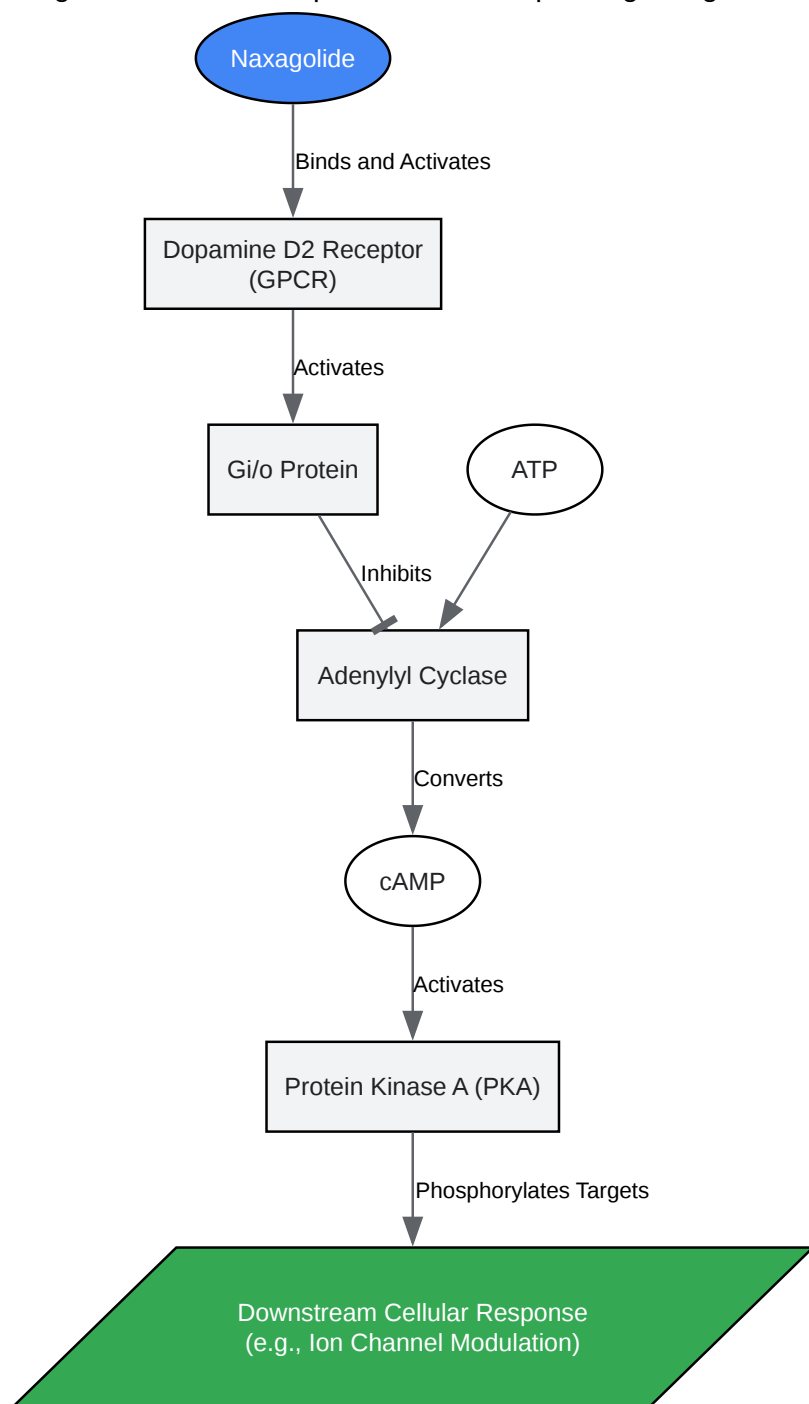 Naxagolide
Binds and Activates
Dopamine D2 Receptor
(GPCR)
Activates
Gi/o Protein
ATP
Inhibits
Adenylyl Cyclase
Converts
cAMP
Activates
Protein Kinase A (PKA)
Phosphorylates Targets
Downstream Cellular Response
(e.g., Ion Channel Modulation)